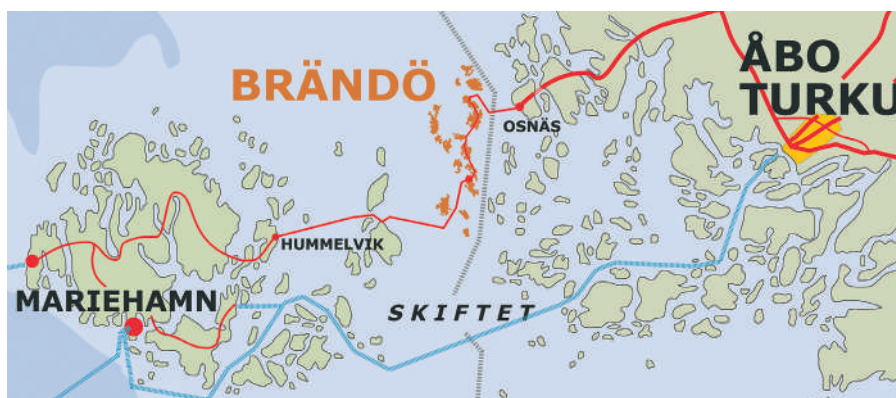 ÅBO
TURKU
BRÄNDÖ
OSNÄS
HUMMELVIK
MARIEHAMN
SKIFTET